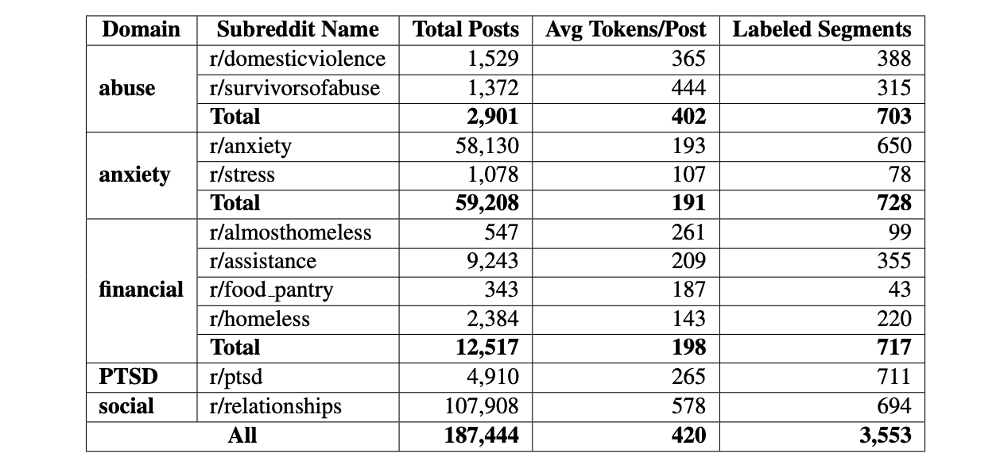 Domain Subreddit Name Total Posts Avg Tokens/Post Labeled Segments
abuse r/domesticviolence 1,529 365 388
r/survivorsofabuse 1,372 444 315
Total 2,901 402 703
anxiety r/anxiety 58,130 193 650
r/stress 1,078 107 78
Total 59,208 191 728
financial r/almosthomeless 547 261 99
r/assistance 9,243 209 355
r/food_pantry 343 187 43
r/homeless 2,384 143 220
Total 12,517 198 717
PTSD r/ptsd 4,910 265 711
social r/relationships 107,908 578 694
All 187,444 420 3,553